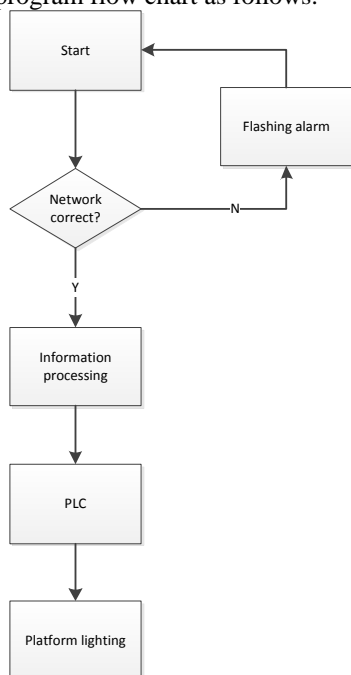 program flow chart as follows:
Start
Flashing alarm
Network
correct?
N
Y
Information
processing
PLC
Platform lighting